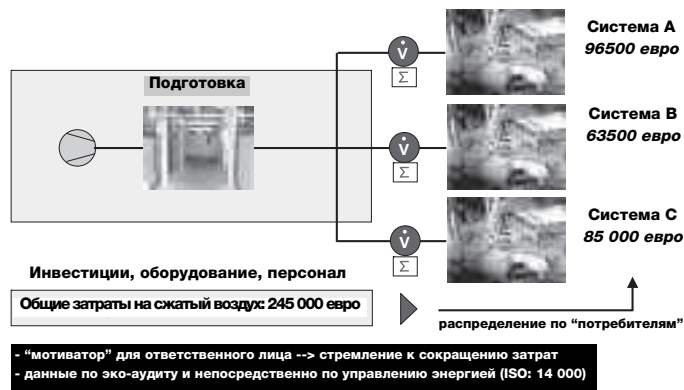 Система A
96500 евро
V̇
Σ
Подготовка
Система B
63500 евро
V̇
Σ
Система C
85 000 евро
V̇
Σ
Инвестиции, оборудование, персонал
Общие затраты на сжатый воздух: 245 000 евро
распределение по “потребителям”
- “мотиватор” для ответственного лица --> стремление к сокращению затрат
- данные по эко-аудиту и непосредственно по управлению энергией (ISO: 14 000)